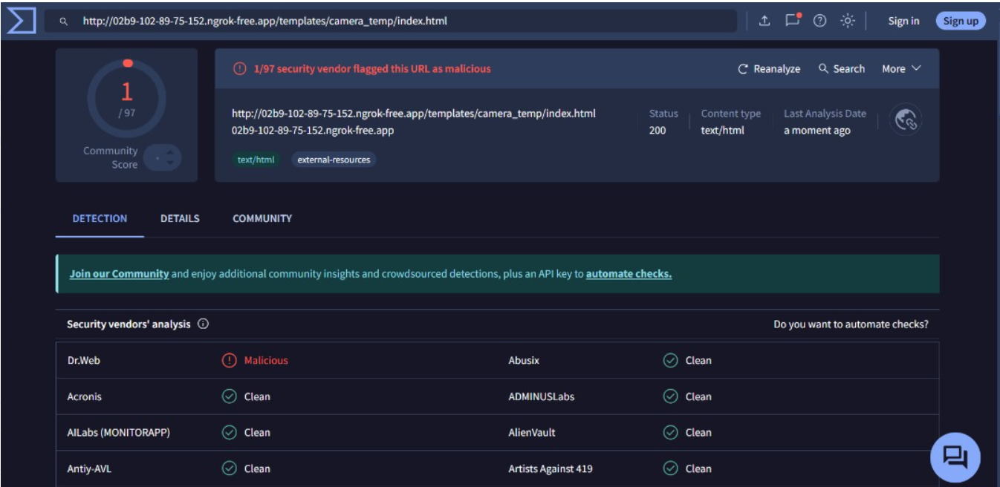 http://02b9-102-89-75-152.ngrok-free.app/templates/camera_temp/index.html
Sign in
Sign up
1
/ 97
Community
Score
1/97 security vendor flagged this URL as malicious
Reanalyze
Search
More
http://02b9-102-89-75-152.ngrok-free.app/templates/camera_temp/index.html
02b9-102-89-75-152.ngrok-free.app
Status
200
Content type
text/html
Last Analysis Date
a moment ago
text/html
external-resources
DETECTION
DETAILS
COMMUNITY
Join our Community and enjoy additional community insights and crowdsourced detections, plus an API key to automate checks.
Security vendors' analysis
Do you want to automate checks?
Dr.Web
Malicious
Abusix
Clean
Acronis
Clean
ADMINUSLabs
Clean
AILabs (MONITORAPP)
Clean
AlienVault
Clean
Antiy-AVL
Clean
Artists Against 419
Clean